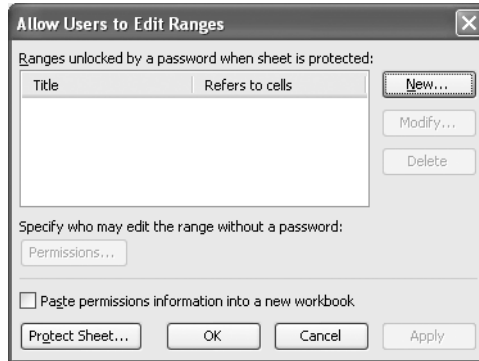 Allow Users to Edit Ranges
Ranges unlocked by a password when sheet is protected:
Title Refers to cells
New...
Modify...
Delete
Specify who may edit the range without a password:
Permissions...
Paste permissions information into a new workbook
Protect Sheet... OK Cancel Apply